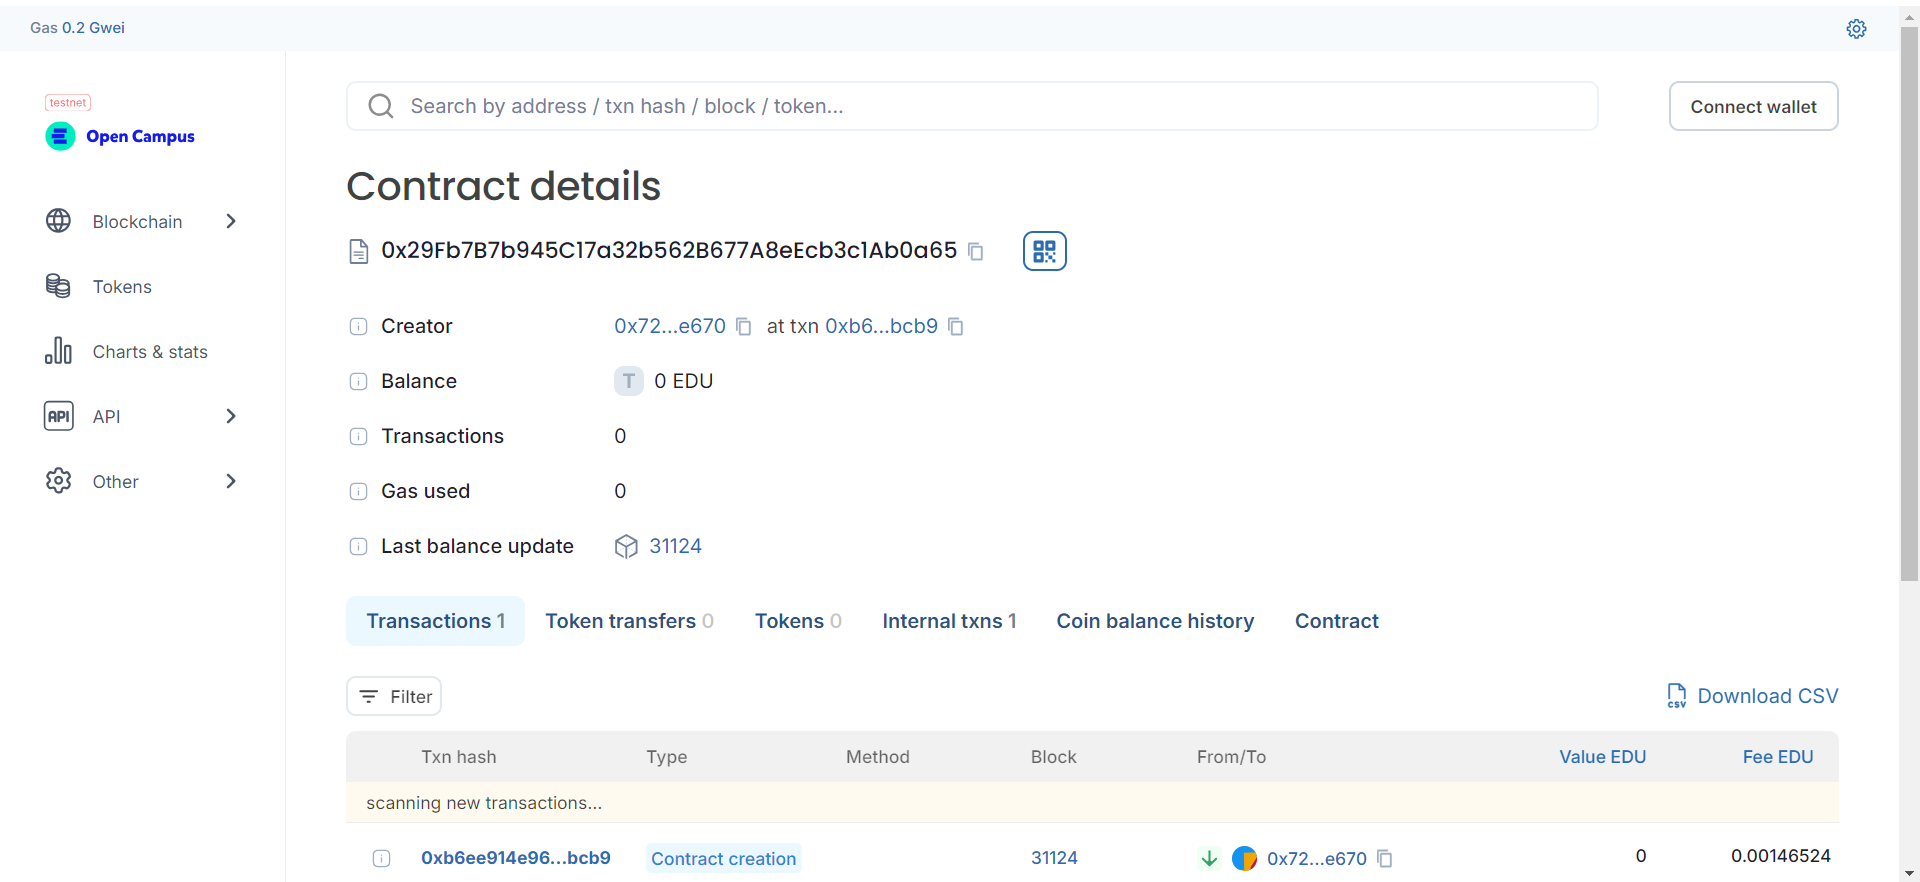 Gas 0.2 Gwei
testnet
Open Campus
Blockchain
Tokens
Charts & stats
API API
Other
Search by address / txn hash / block / token...
Connect wallet
Contract details
0x29Fb7B7b945C17a32b562B677A8eEcb3c1Ab0a65
Creator 0x72...e670 at txn 0xb6...bcb9
Balance T 0 EDU
Transactions 0
Gas used 0
Last balance update 31124
Transactions 1 Token transfers 0 Tokens 0 Internal txns 1 Coin balance history Contract
Filter
CSV Download CSV
Txn hash Type Method Block From/To Value EDU Fee EDU
scanning new transactions...
0xb6ee914e96...bcb9 Contract creation 31124 0x72...e670 0 0.00146524